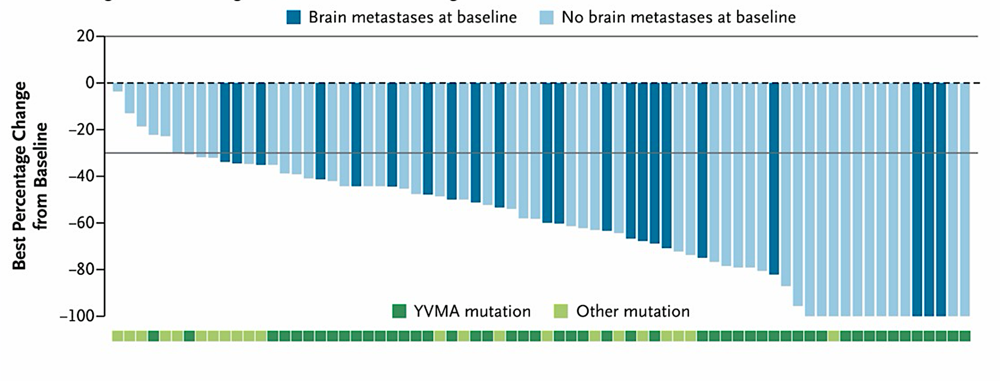 Brain metastases at baseline
No brain metastases at baseline
20
0
–20
–40
–60
–80
–100
Best Percentage Change
from Baseline
YVMA mutation
Other mutation